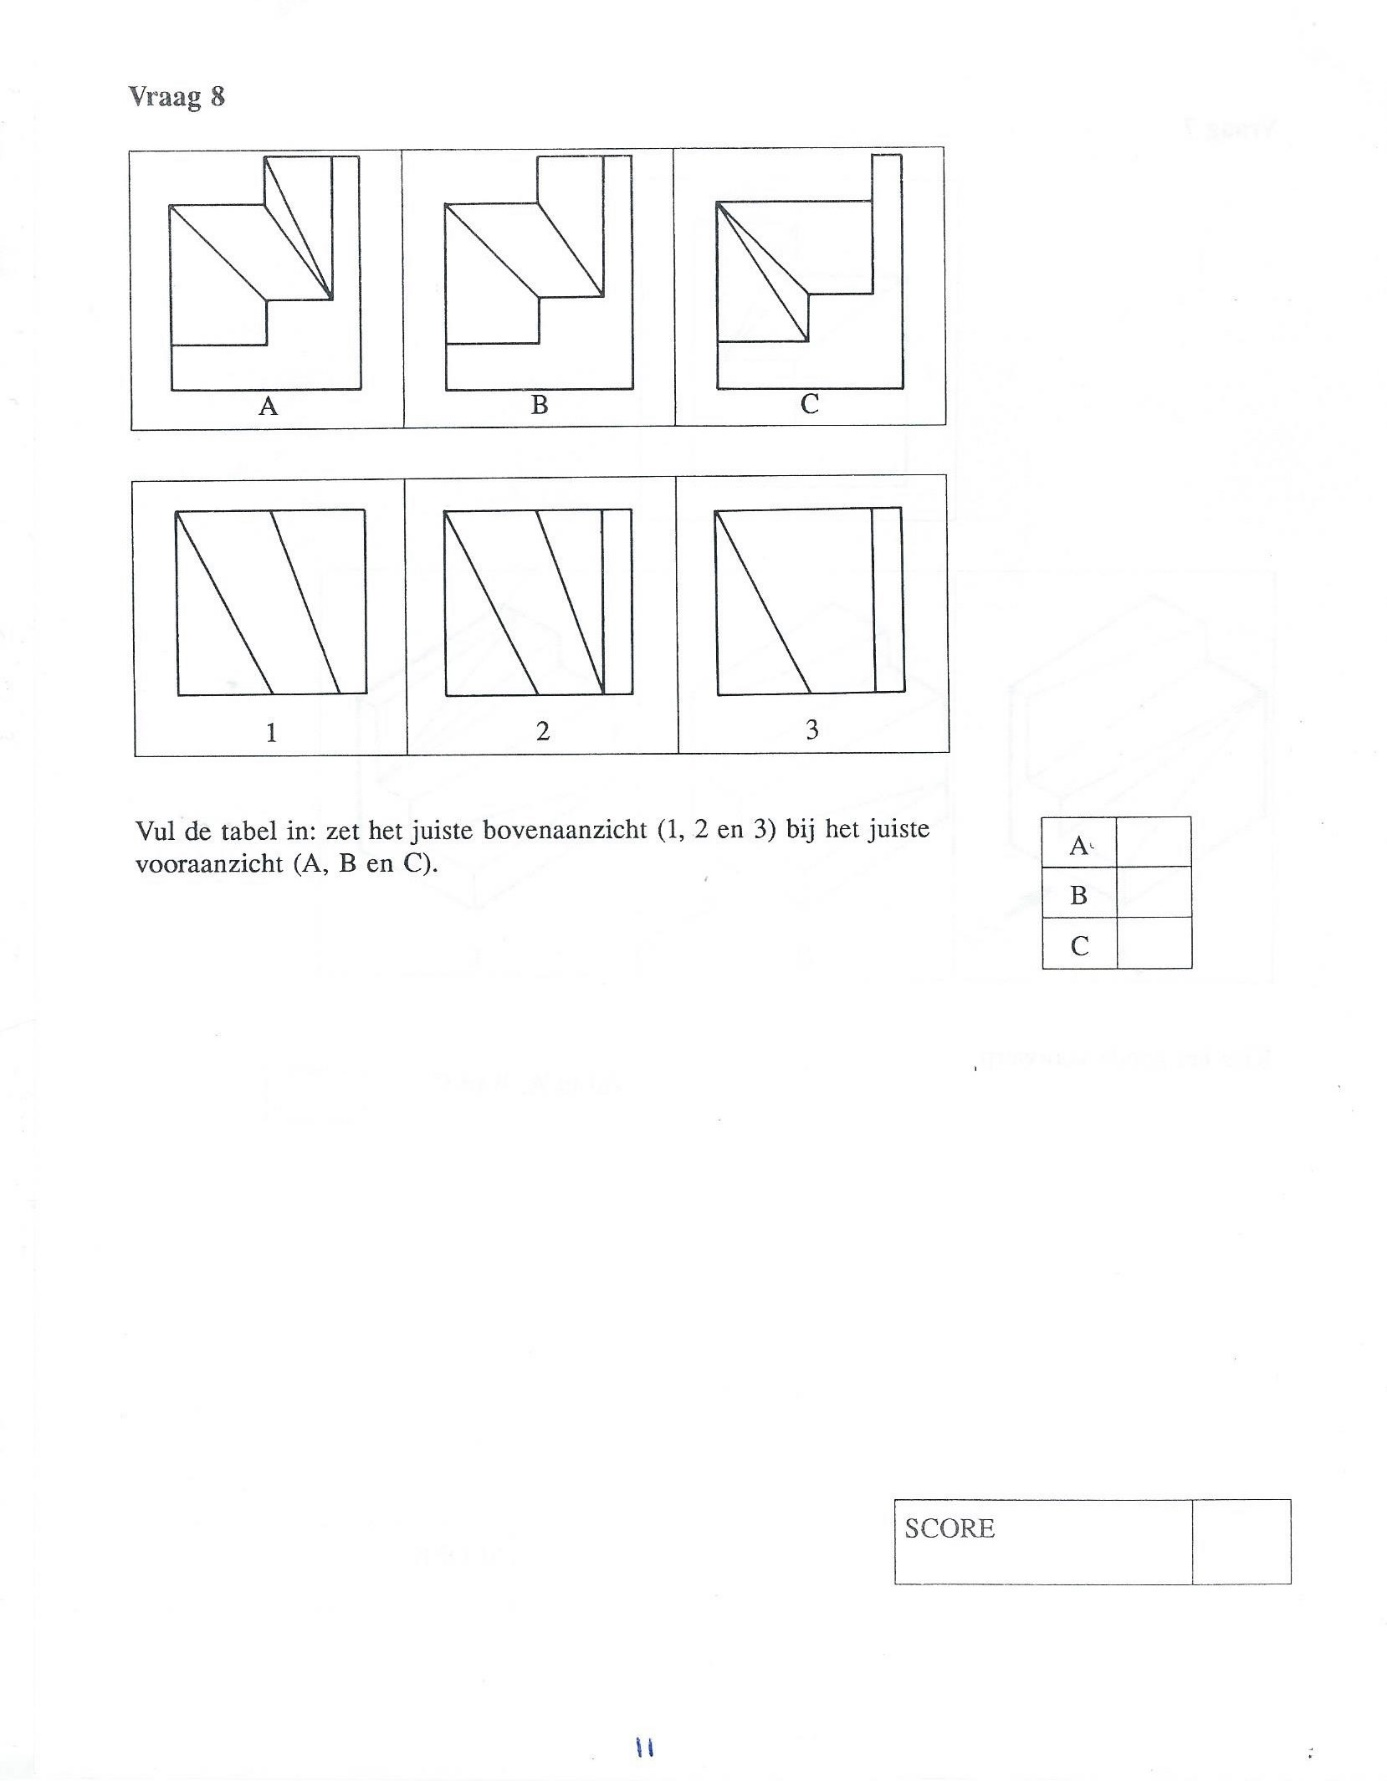 Vraag 8
A
B
C
1
2
3
Vul de tabel in: zet het juiste bovenaanzicht (1, 2 en 3) bij het juiste
vooraanzicht (A, B en C).
A
B
C
SCORE
11